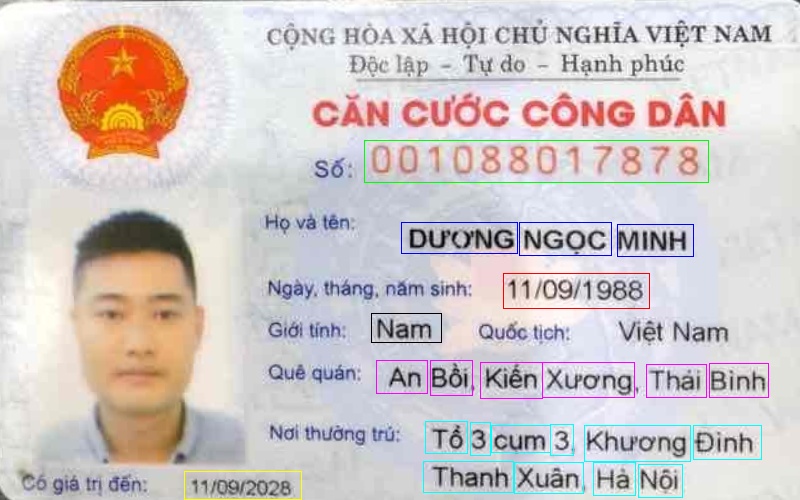 CỘNG HÒA XÃ HỘI CHỦ NGHĨA VIỆT NAM
Độc lập - Tự do - Hạnh phúc
CĂN CƯỚC CÔNG DÂN
Số: 001088017878
Họ và tên: DƯƠNG NGỌC MINH
Ngày, tháng, năm sinh: 11/09/1988
Giới tính: Nam Quốc tịch: Việt Nam
Quê quán: An Bồi, Kiến Xương, Thái Bình
Nơi thường trú: Tổ 3 cum 3, Khương Đình
Thanh Xuân, Hà Nội
Có giá trị đến: 11/09/2028